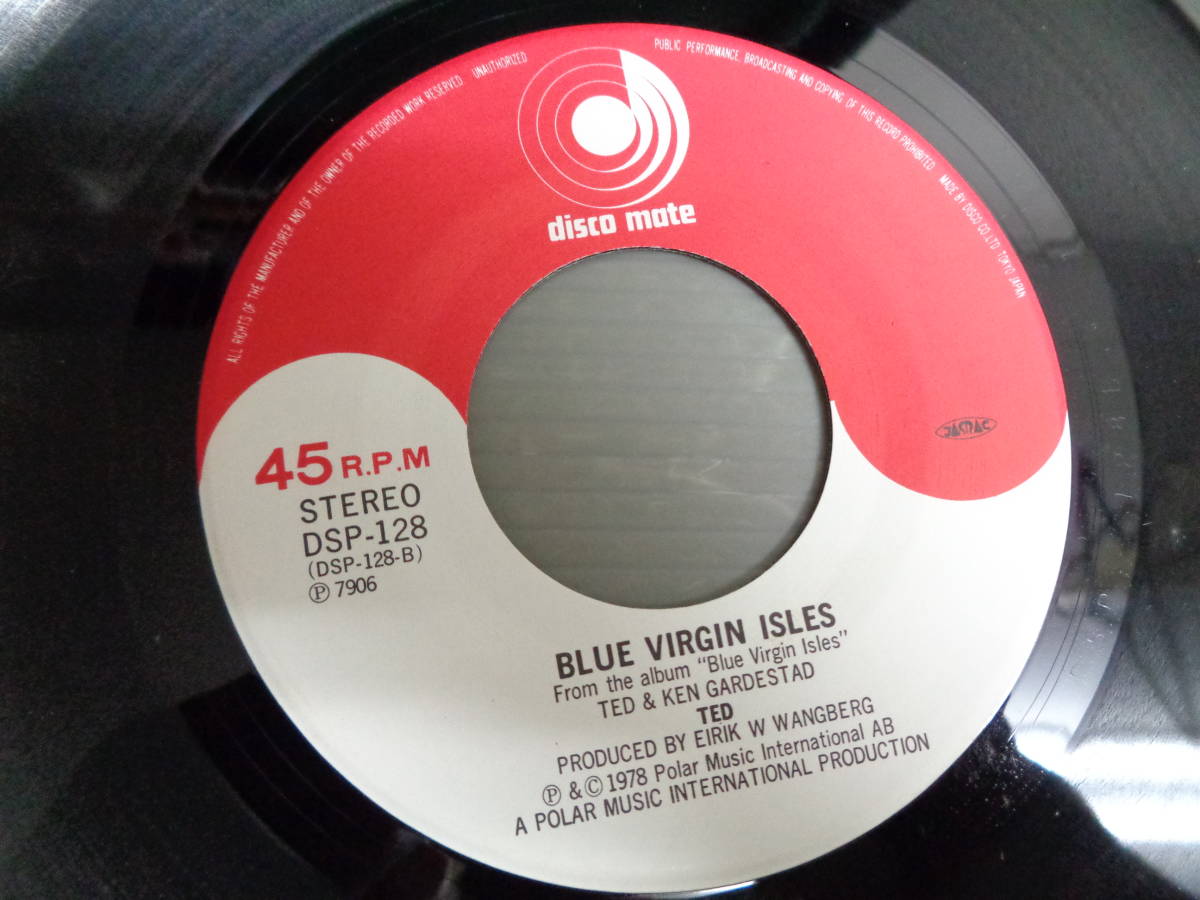 ALL RIGHTS OF THE MANUFACTURER AND OF THE OWNER OF THE RECORDED WORK RESERVED UNAUTHORIZED PUBLIC PERFORMANCE, BROADCASTING AND COPYING OF THIS RECORD PROHIBITED MADE BY DISCO CO.,LTD. TOKYO JAPAN
disco mate
JASRAC
45 R.P.M
STEREO
DSP-128
(DSP-128-B)
Ⓟ 7906
BLUE VIRGIN ISLES
From the album "Blue Virgin Isles"
TED & KEN GARDESTAD
TED
PRODUCED BY EIRIK W WANGBERG
Ⓟ & Ⓒ 1978 Polar Music International AB
A POLAR MUSIC INTERNATIONAL PRODUCTION